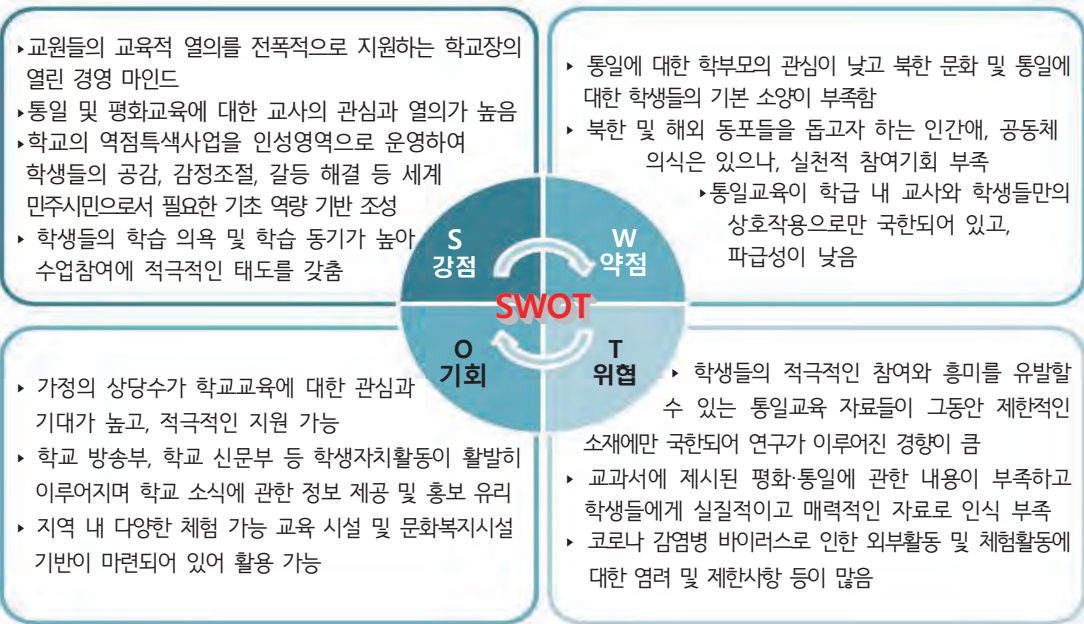 ▸교원들의 교육적 열의를 전폭적으로 지원하는 학교장의
열린 경영 마인드
▸통일 및 평화교육에 대한 교사의 관심과 열의가 높음
▸학교의 역점특색사업을 인성영역으로 운영하여
학생들의 공감, 감정조절, 갈등 해결 등 세계
민주시민으로서 필요한 기초 역량 기반 조성
▸ 학생들의 학습 의욕 및 학습 동기가 높아
수업참여에 적극적인 태도를 갖춤
▸ 통일에 대한 학부모의 관심이 낮고 북한 문화 및 통일에
대한 학생들의 기본 소양이 부족함
▸ 북한 및 해외 동포들을 돕고자 하는 인간애, 공동체
의식은 있으나, 실천적 참여기회 부족
▸통일교육이 학급 내 교사와 학생들만의
상호작용으로만 국한되어 있고,
파급성이 낮음
S
강점
W
약점
SWOT
O
기회
T
위협
▸ 가정의 상당수가 학교교육에 대한 관심과
기대가 높고, 적극적인 지원 가능
▸ 학교 방송부, 학교 신문부 등 학생자치활동이 활발히
이루어지며 학교 소식에 관한 정보 제공 및 홍보 유리
▸ 지역 내 다양한 체험 가능 교육 시설 및 문화복지시설
기반이 마련되어 있어 활용 가능
▸ 학생들의 적극적인 참여와 흥미를 유발할
수 있는 통일교육 자료들이 그동안 제한적인
소재에만 국한되어 연구가 이루어진 경향이 큼
▸ 교과서에 제시된 평화·통일에 관한 내용이 부족하고
학생들에게 실질적이고 매력적인 자료로 인식 부족
▸ 코로나 감염병 바이러스로 인한 외부활동 및 체험활동에
대한 염려 및 제한사항 등이 많음